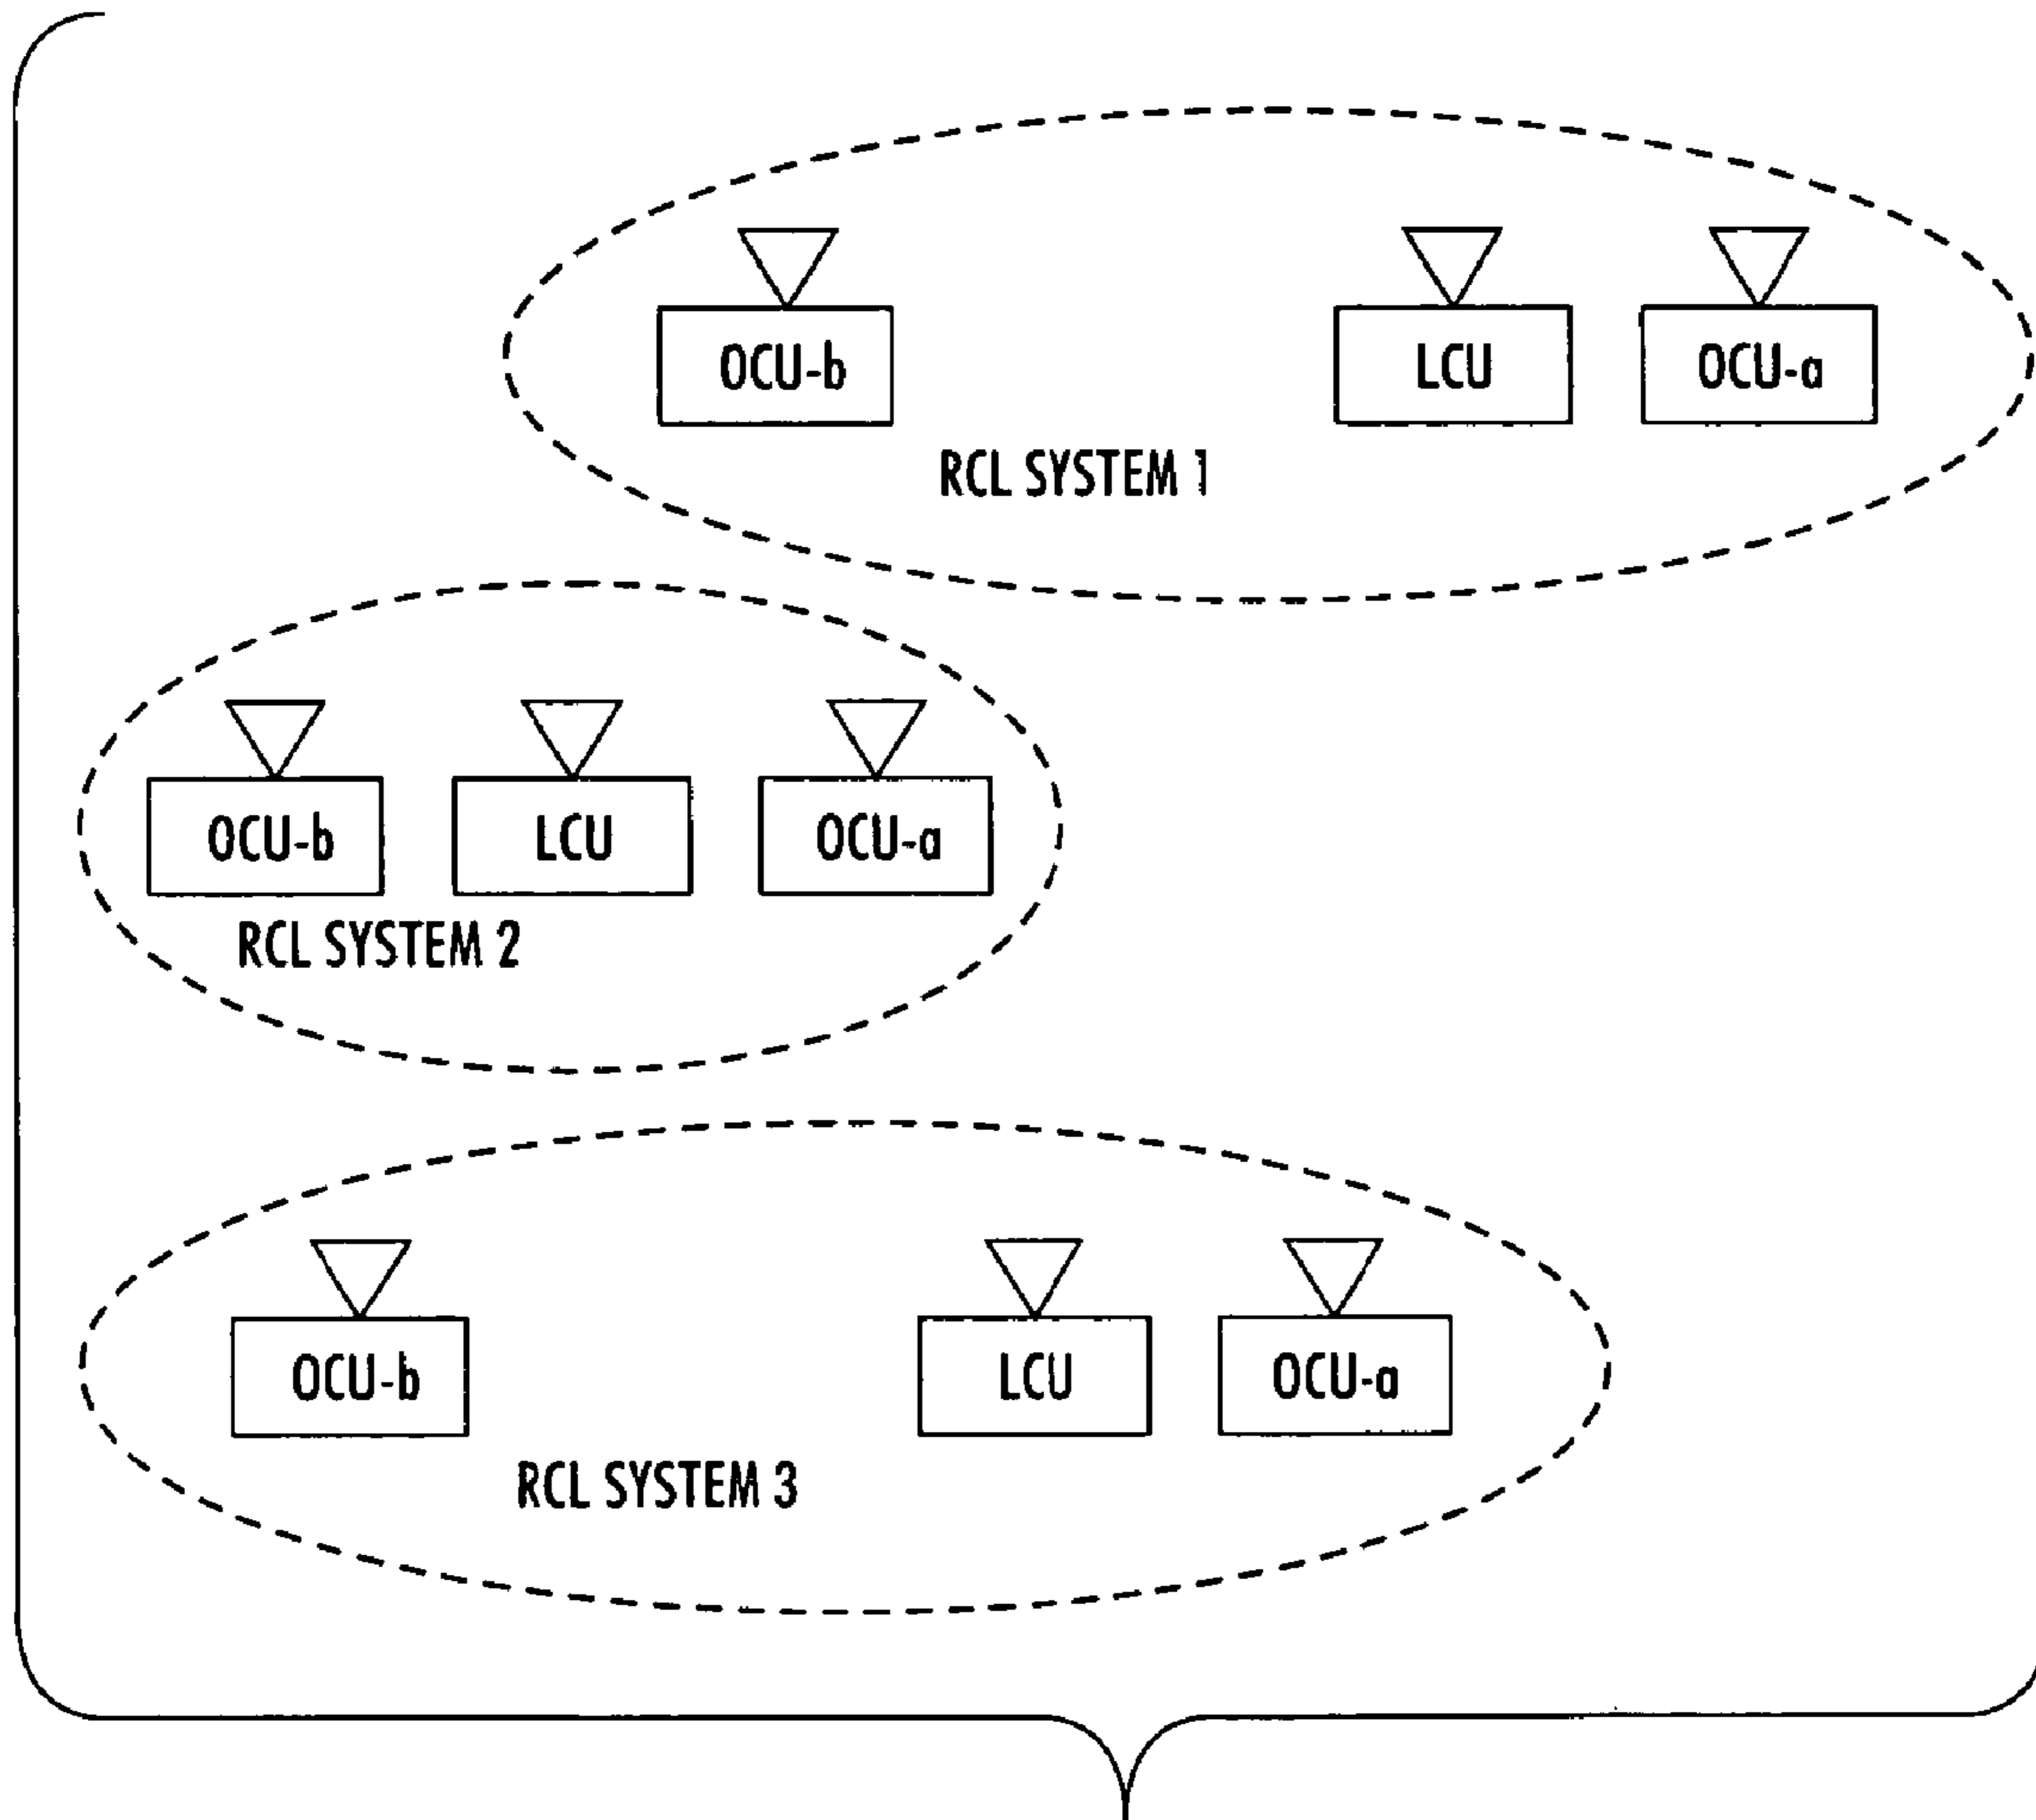 OCU-b
LCU
OCU-a
RCL SYSTEM 1
OCU-b
LCU
OCU-a
RCL SYSTEM 2
OCU-b
LCU
OCU-a
RCL SYSTEM 3